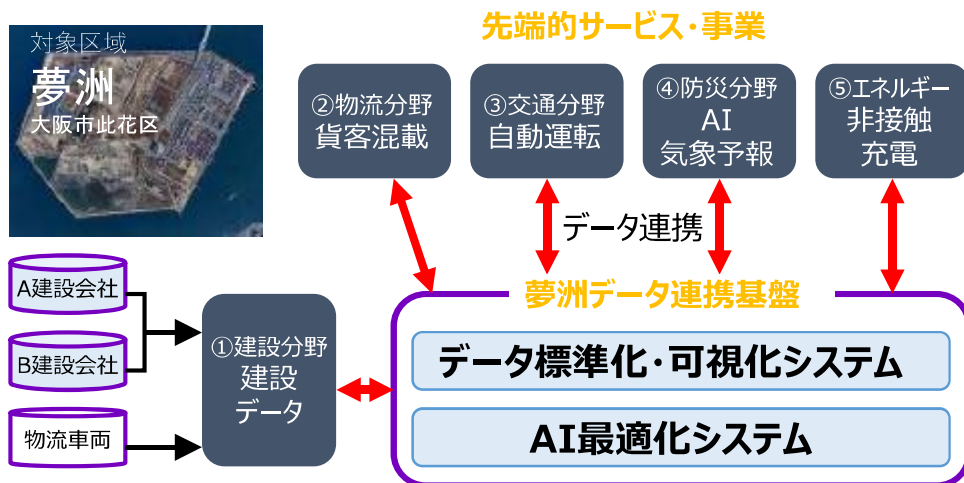 先端的サービス・事業
対象区域
夢洲
大阪市此花区
②物流分野
貨客混載
③交通分野
自動運転
④防災分野
AI
気象予報
⑤エネルギー
非接触
充電
データ連携
A建設会社
B建設会社
物流車両
①建設分野
建設
データ
夢洲データ連携基盤
データ標準化・可視化システム
AI最適化システム